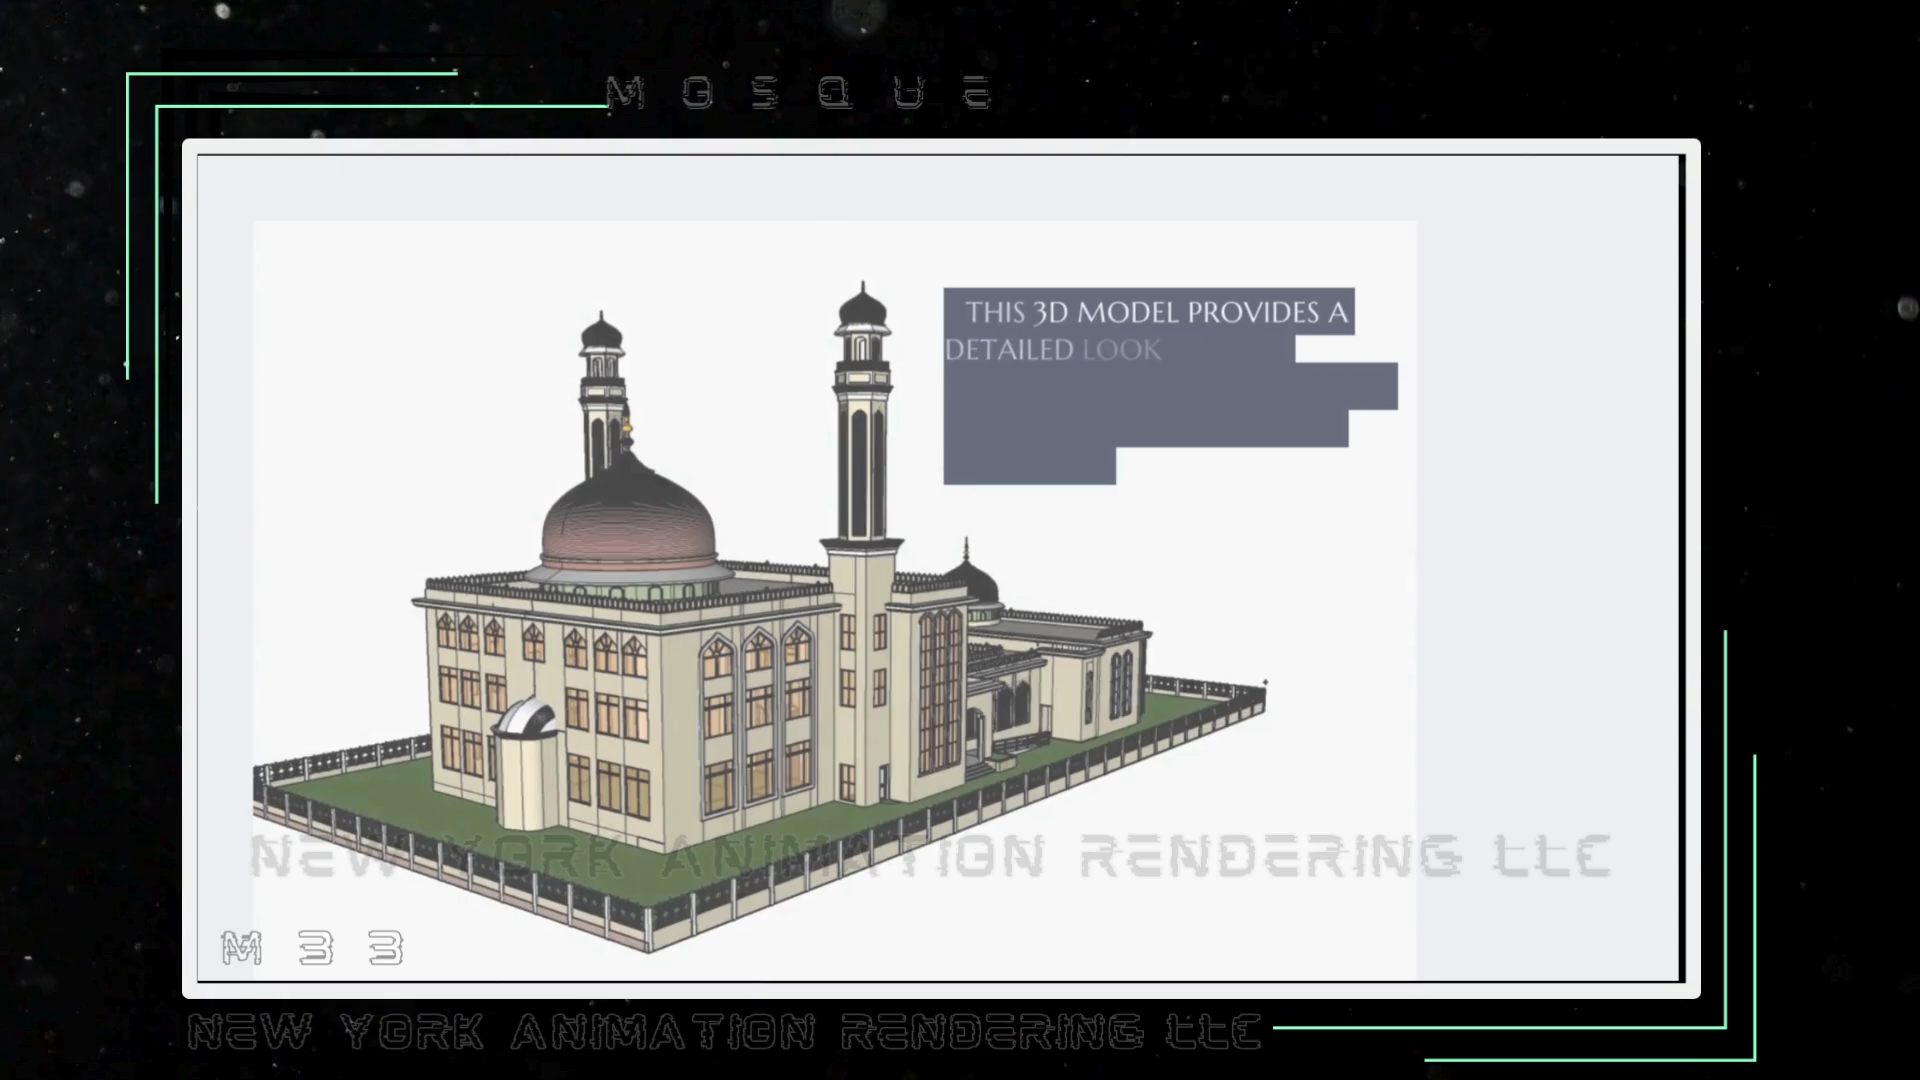 MOSQUE
THIS 3D MODEL PROVIDES A
DETAILED LOOK
NEW YORK ANIMATION RENDERING LLC
M33
NEW YORK ANIMATION RENDERING LLC